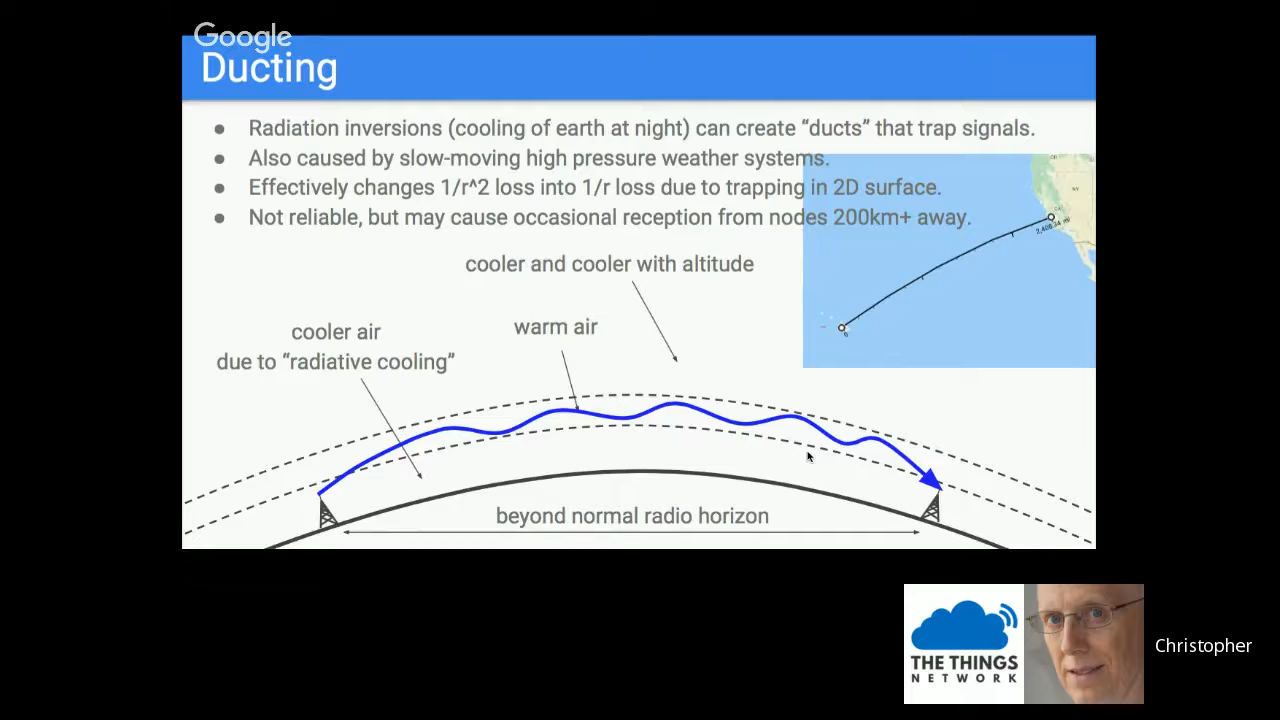 Google
Ducting
● Radiation inversions (cooling of earth at night) can create “ducts” that trap signals.
● Also caused by slow-moving high pressure weather systems.
● Effectively changes 1/r^2 loss into 1/r loss due to trapping in 2D surface.
● Not reliable, but may cause occasional reception from nodes 200km+ away.
cooler and cooler with altitude
cooler air
due to “radiative cooling”
warm air
beyond normal radio horizon
THE THINGS
NETWORK
Christopher